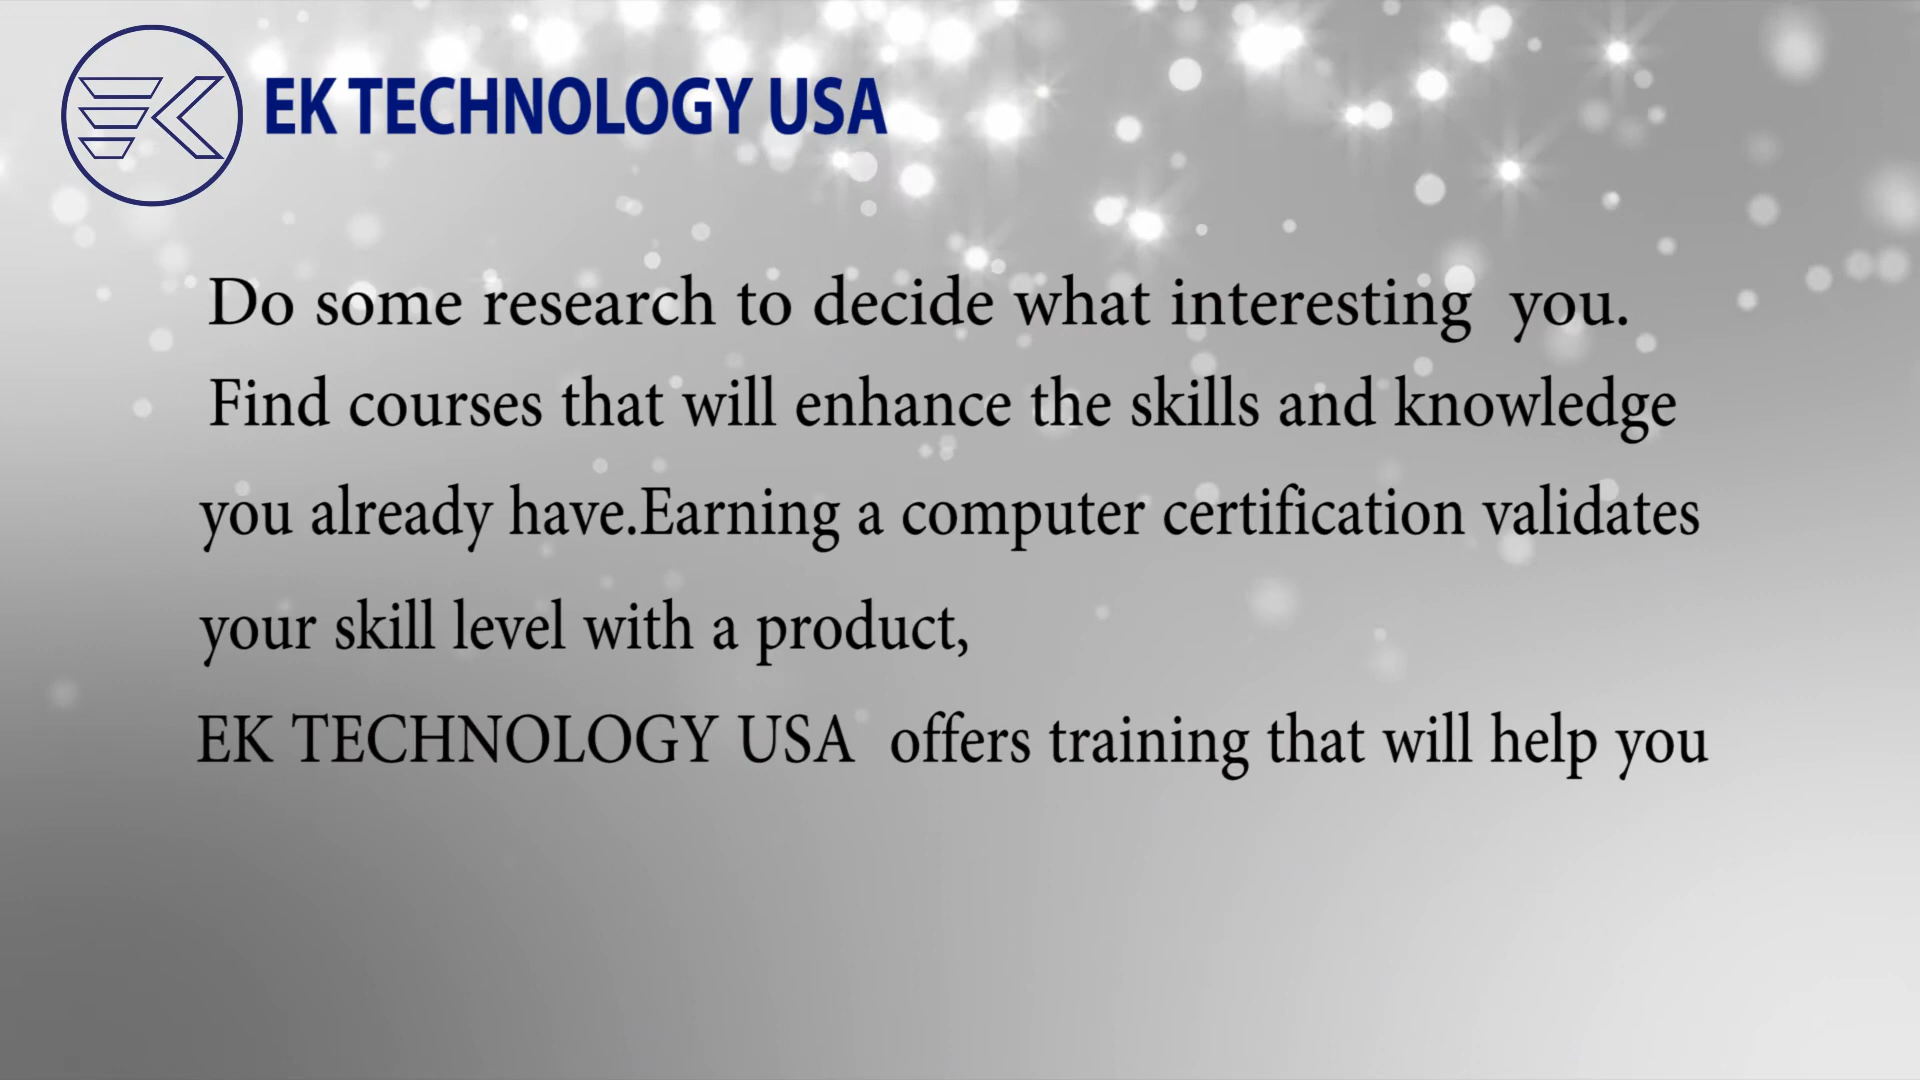 EK TECHNOLOGY USA
Do some research to decide what interesting you.
Find courses that will enhance the skills and knowledge
you already have.Earning a computer certification validates
your skill level with a product,
EK TECHNOLOGY USA offers training that will help you